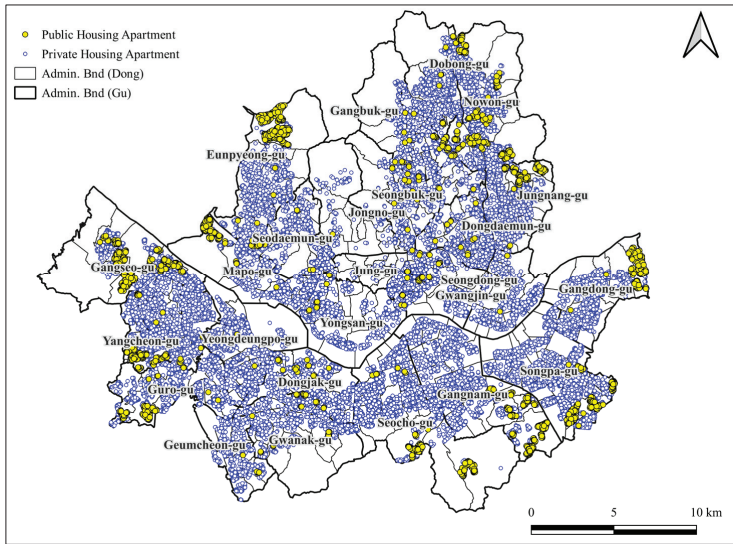 Public Housing Apartment
Private Housing Apartment
Admin. Bnd (Dong)
Admin. Bnd (Gu)
Dobong-gu
Nowon-gu
Gangbuk-gu
Eunpyeong-gu
Seongbuk-gu
Jungnang-gu
Jongno-gu
Dongdaemun-gu
Seodaemun-gu
Gangseo-gu
Mapo-gu
Jung-gu
Seongdong-gu
Gwangjin-gu
Gangdong-gu
Yongsan-gu
Yangcheon-gu
Yeongdeungpo-gu
Songpa-gu
Guro-gu
Dongjak-gu
Gangnam-gu
Seocho-gu
Gwanak-gu
Geumcheon-gu
0 5 10 km